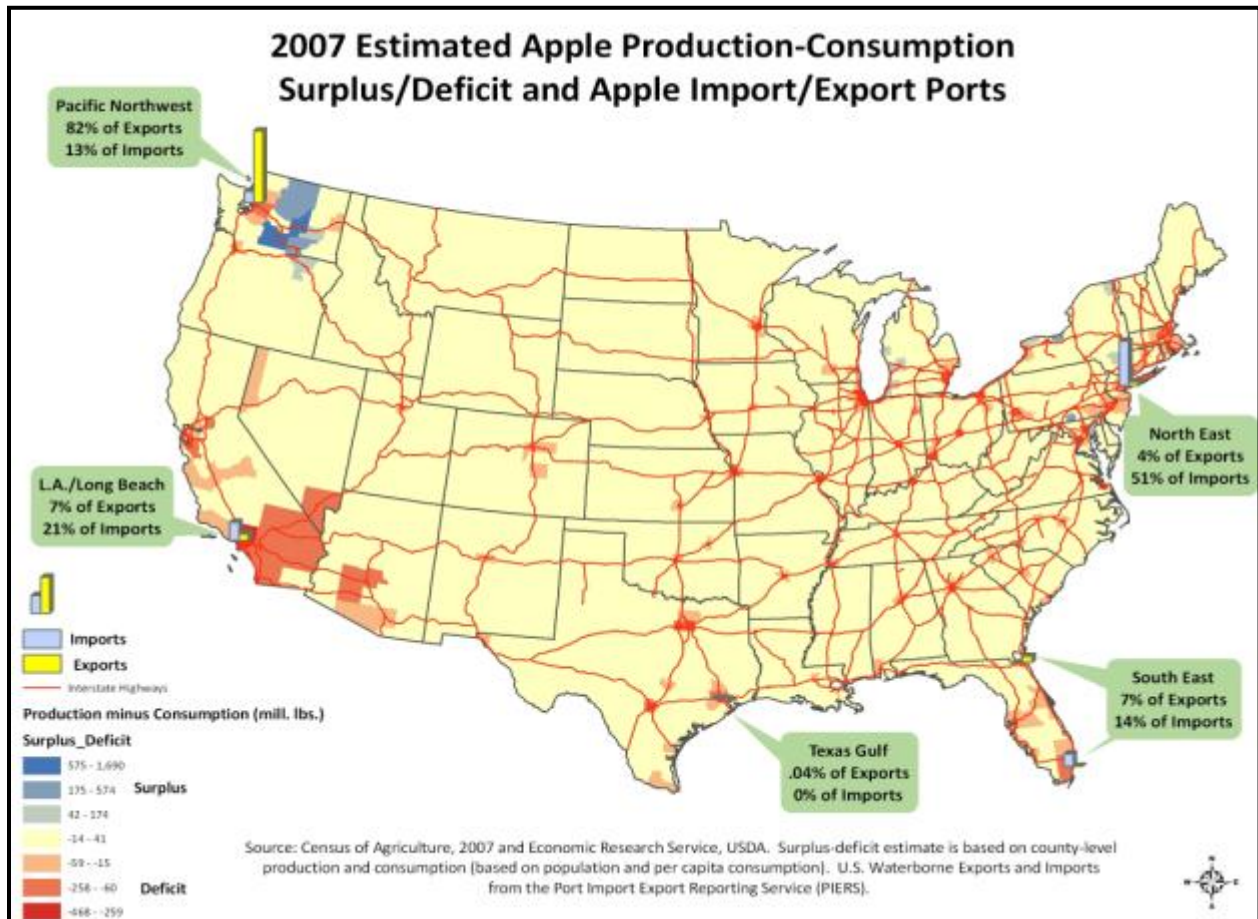 2007 Estimated Apple Production-Consumption
Surplus/Deficit and Apple Import/Export Ports
Pacific Northwest
82% of Exports
13% of Imports
North East
4% of Exports
51% of Imports
L.A./Long Beach
7% of Exports
21% of Imports
South East
7% of Exports
14% of Imports
Texas Gulf
.04% of Exports
0% of Imports
Imports
Exports
Interstate Highways
Production minus Consumption (mill. lbs.)
Surplus_Deficit
575 - 1,690
Surplus
175 - 574
42 - 174
-14 - 41
-59 - -15
Deficit
-258 - -60
-468 - -259
Source: Census of Agriculture, 2007 and Economic Research Service, USDA. Surplus-deficit estimate is based on county-level
production and consumption (based on population and per capita consumption). U.S. Waterborne Exports and Imports
from the Port Import Export Reporting Service (PIERS).